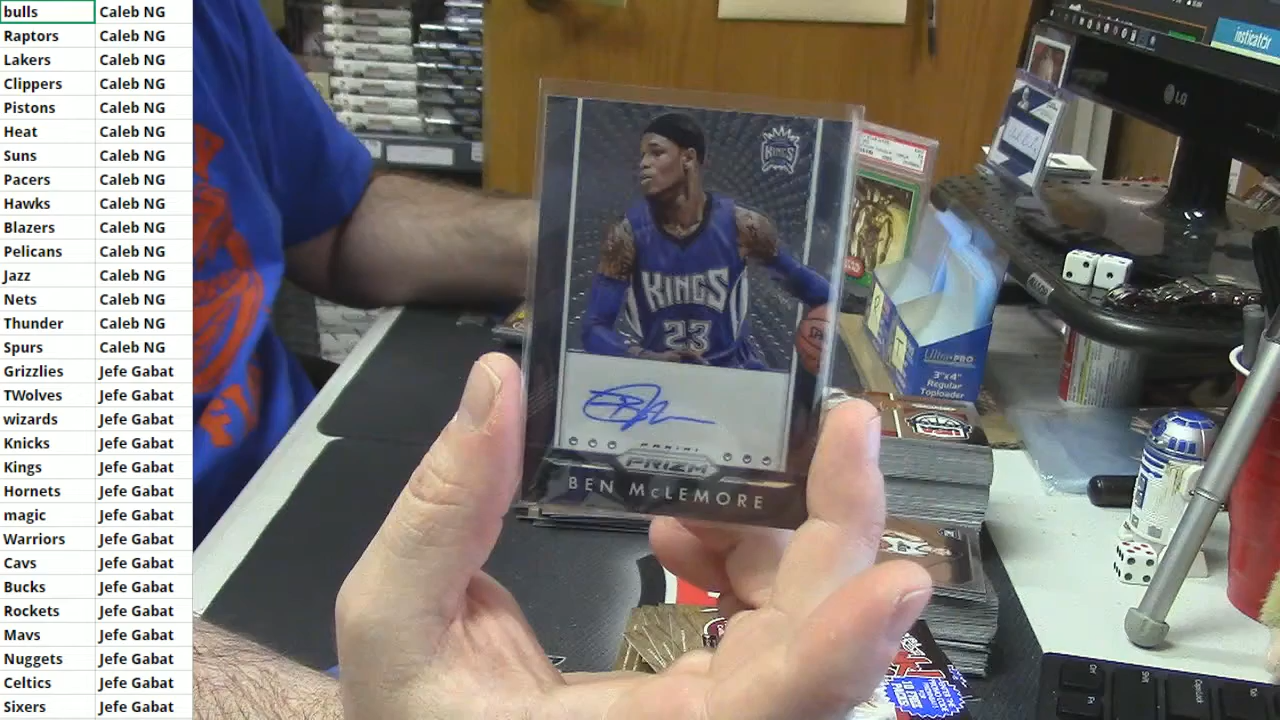 bulls Caleb NG
Raptors Caleb NG
Lakers Caleb NG
Clippers Caleb NG
Pistons Caleb NG
Heat Caleb NG
Suns Caleb NG
Pacers Caleb NG
Hawks Caleb NG
Blazers Caleb NG
Pelicans Caleb NG
Jazz Caleb NG
Nets Caleb NG
Thunder Caleb NG
Spurs Caleb NG
Grizzlies Jefe Gabat
TWolves Jefe Gabat
wizards Jefe Gabat
Knicks Jefe Gabat
Kings Jefe Gabat
Hornets Jefe Gabat
magic Jefe Gabat
Warriors Jefe Gabat
Cavs Jefe Gabat
Bucks Jefe Gabat
Rockets Jefe Gabat
Mavs Jefe Gabat
Nuggets Jefe Gabat
Celtics Jefe Gabat
Sixers Jefe Gabat
KINGS
KINGS
23
PANINI
PRIZM
BEN McLEMORE
insticator
LG
Ultra PRO
3"x4"
Regular
Toploader